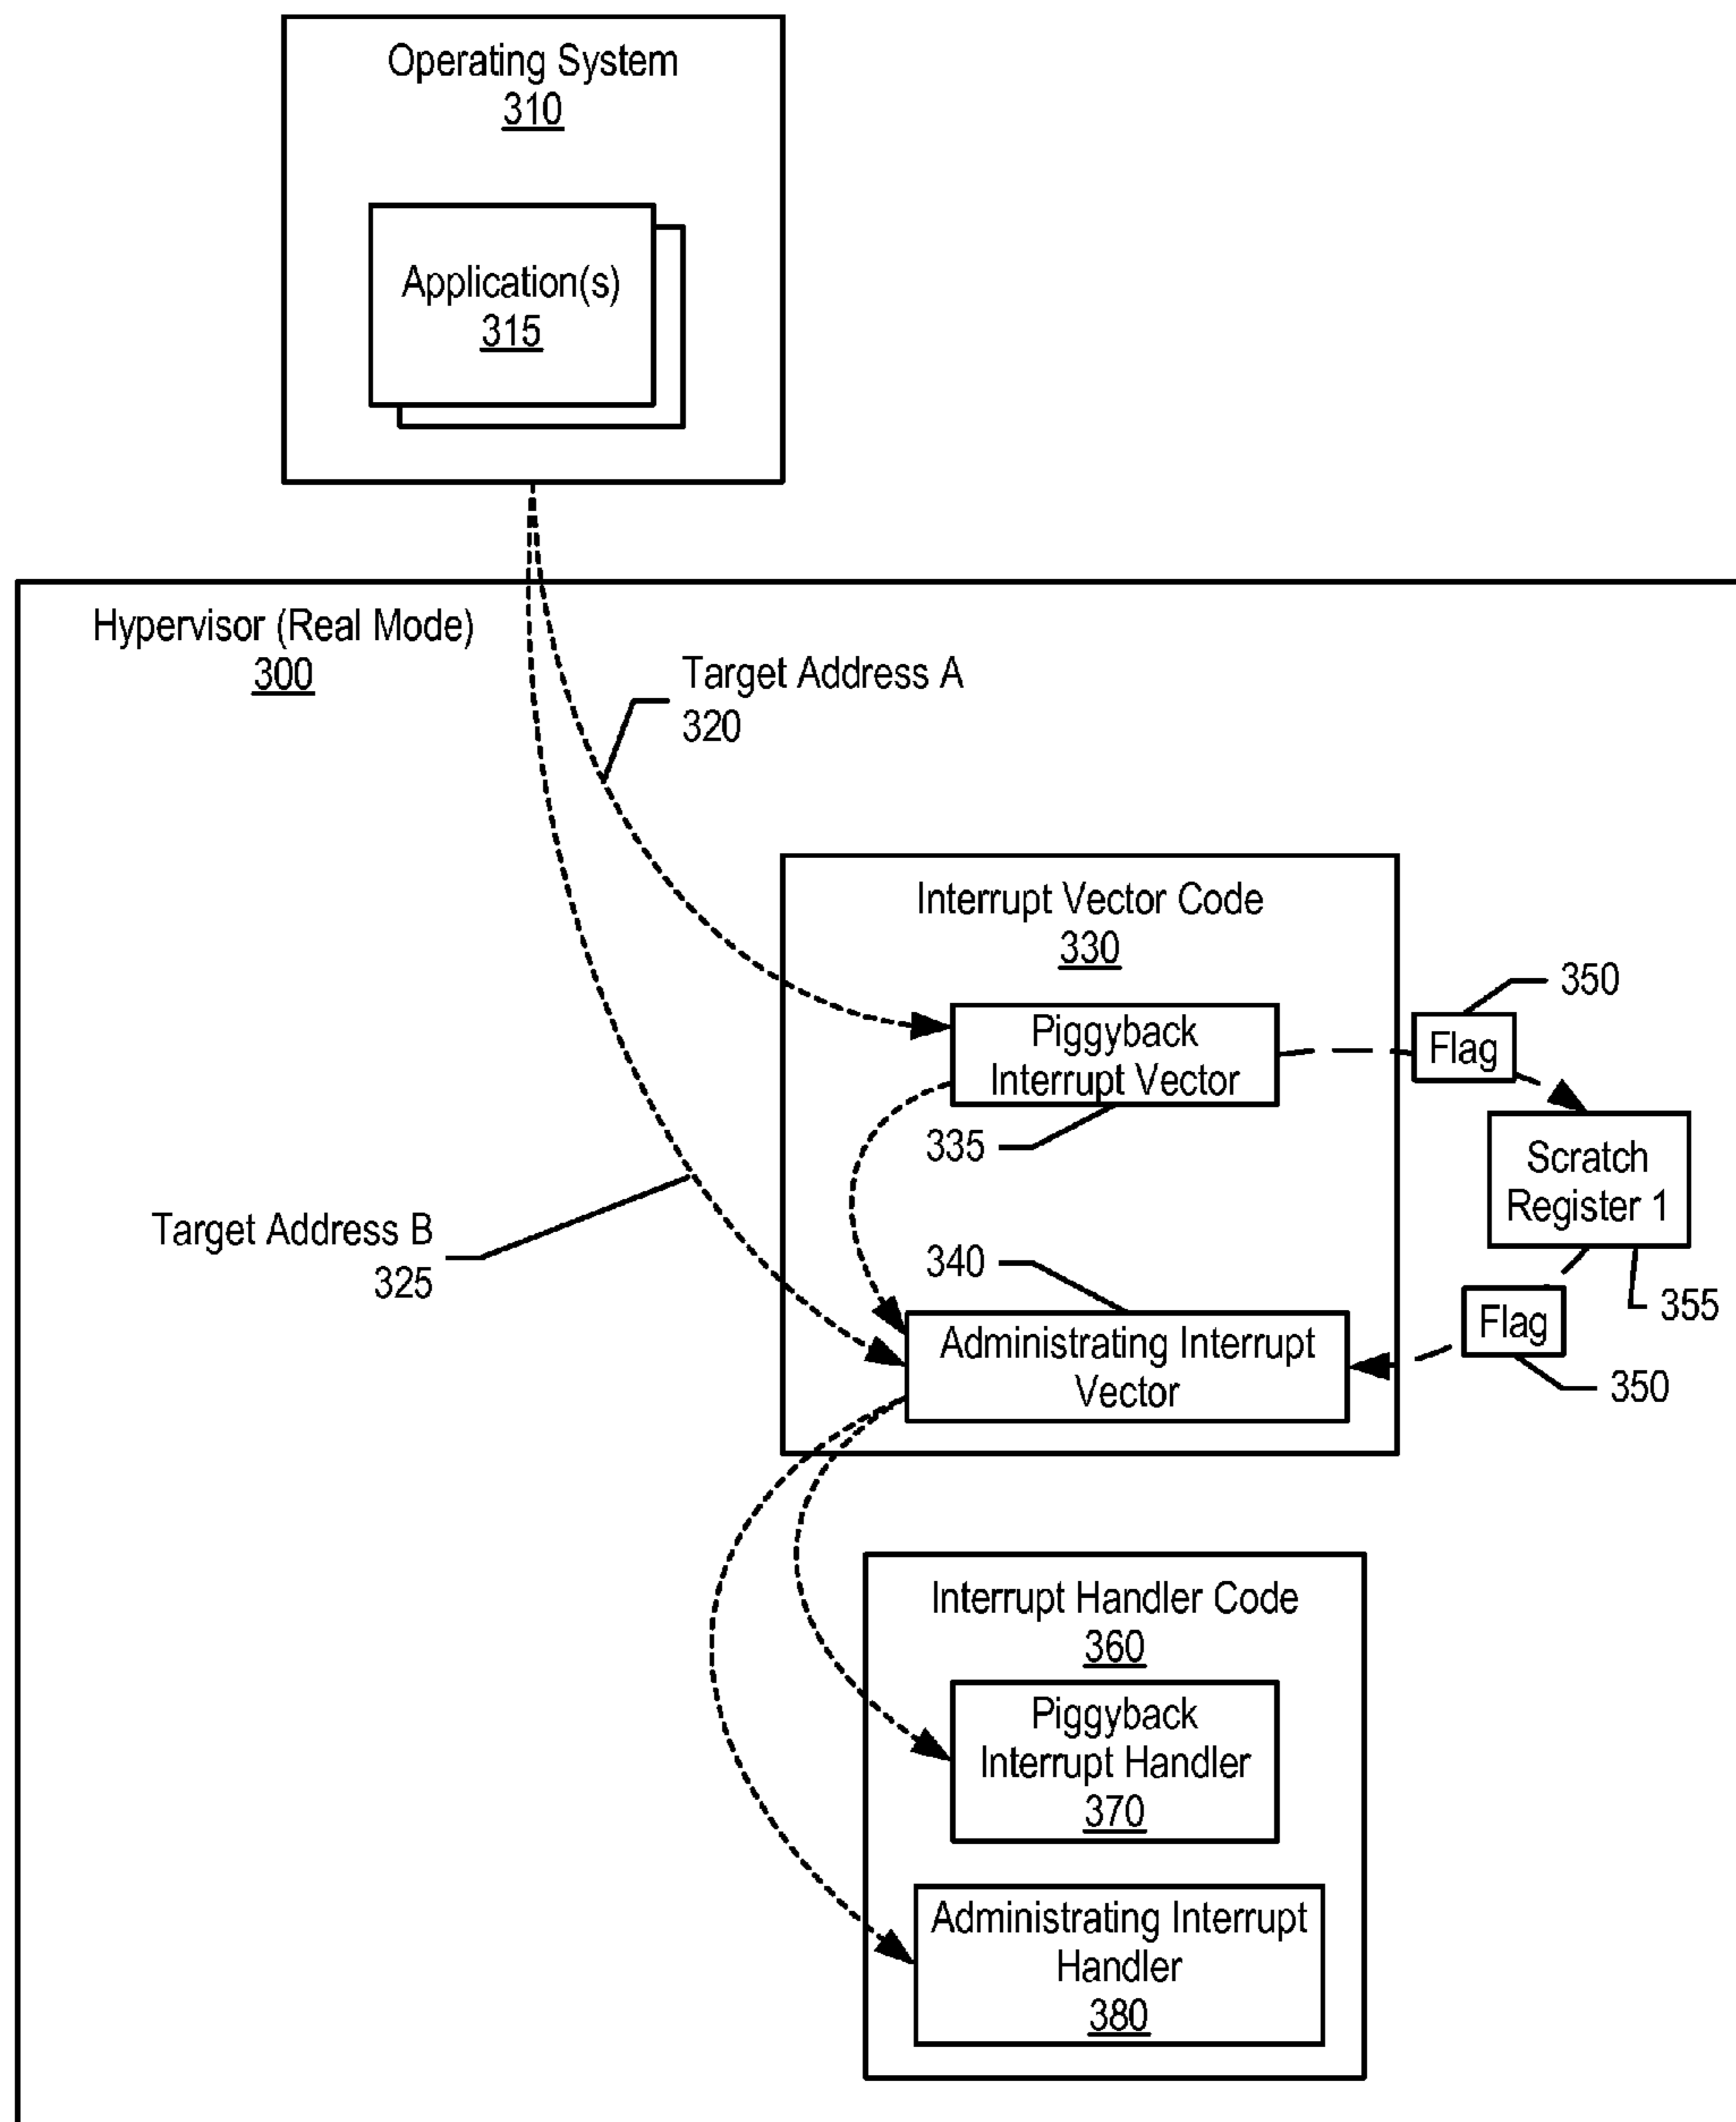 Operating System
310
Application(s)
315
Hypervisor (Real Mode)
300
Target Address A
320
Interrupt Vector Code
330
350
Piggyback
Interrupt Vector
Flag
335
Scratch
Register 1
Target Address B
325
340
355
Flag
Administrating Interrupt
Vector
350
Interrupt Handler Code
360
Piggyback
Interrupt Handler
370
Administrating Interrupt
Handler
380